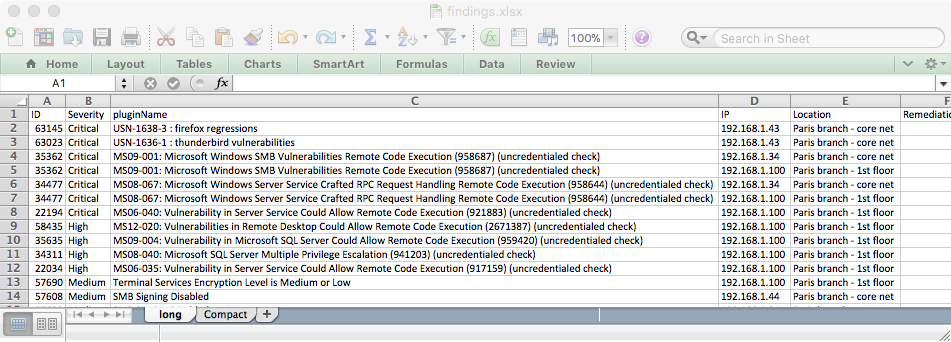 findings.xlsx
100%
Search in Sheet
Home Layout Tables Charts SmartArt Formulas Data Review
A1 fx
A B C D E F
1 ID Severity pluginName IP Location Remediatio
2 63145 Critical USN-1638-3 : firefox regressions 192.168.1.43 Paris branch - core net
3 63023 Critical USN-1636-1 : thunderbird vulnerabilities 192.168.1.43 Paris branch - core net
4 35362 Critical MS09-001: Microsoft Windows SMB Vulnerabilities Remote Code Execution (958687) (uncredentialed check) 192.168.1.34 Paris branch - core net
5 35362 Critical MS09-001: Microsoft Windows SMB Vulnerabilities Remote Code Execution (958687) (uncredentialed check) 192.168.1.100 Paris branch - 1st floor
6 34477 Critical MS08-067: Microsoft Windows Server Service Crafted RPC Request Handling Remote Code Execution (958644) (uncredentialed check) 192.168.1.34 Paris branch - core net
7 34477 Critical MS08-067: Microsoft Windows Server Service Crafted RPC Request Handling Remote Code Execution (958644) (uncredentialed check) 192.168.1.100 Paris branch - 1st floor
8 22194 Critical MS06-040: Vulnerability in Server Service Could Allow Remote Code Execution (921883) (uncredentialed check) 192.168.1.100 Paris branch - 1st floor
9 58435 High MS12-020: Vulnerabilities in Remote Desktop Could Allow Remote Code Execution (2671387) (uncredentialed check) 192.168.1.100 Paris branch - 1st floor
10 35635 High MS09-004: Vulnerability in Microsoft SQL Server Could Allow Remote Code Execution (959420) (uncredentialed check) 192.168.1.100 Paris branch - 1st floor
11 34311 High MS08-040: Microsoft SQL Server Multiple Privilege Escalation (941203) (uncredentialed check) 192.168.1.100 Paris branch - 1st floor
12 22034 High MS06-035: Vulnerability in Server Service Could Allow Remote Code Execution (917159) (uncredentialed check) 192.168.1.100 Paris branch - 1st floor
13 57690 Medium Terminal Services Encryption Level is Medium or Low 192.168.1.100 Paris branch - 1st floor
14 57608 Medium SMB Signing Disabled 192.168.1.44 Paris branch - core net
long Compact +